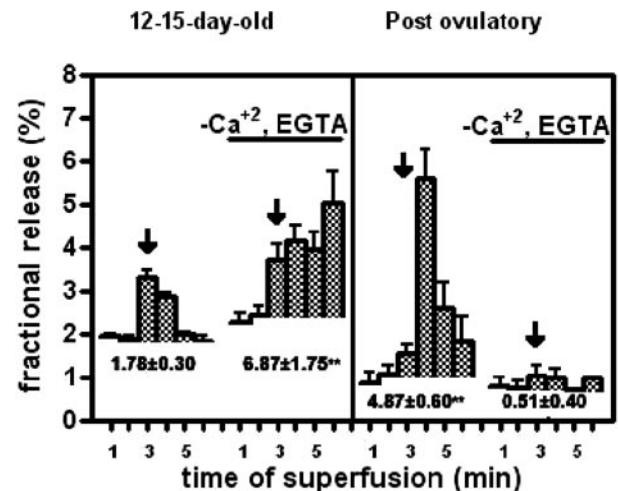 12-15-day-old Post ovulatory
8
7
6
5
4
3
2
1
0
fractional release (%)
-Ca+2, EGTA
-Ca+2, EGTA
1.78±0.30 6.87±1.75** 4.87±0.60** 0.51±0.40
1 3 5 1 3 5 1 3 5 1 3 5
time of superfusion (min)